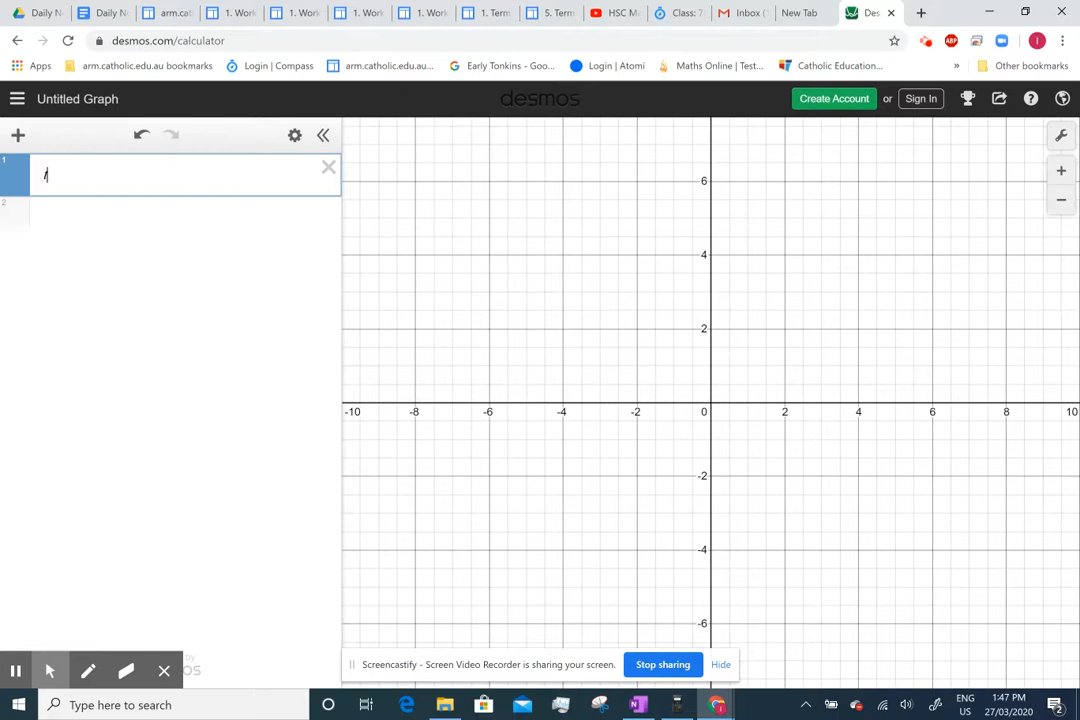 Daily N
Daily N
arm.cat
1. Work
1. Work
1. Work
1. Work
1. Term
5. Term
HSC M
Class: 7
Inbox (
New Tab
Des
desmos.com/calculator
Apps
arm.catholic.edu.au bookmarks
Login | Compass
arm.catholic.edu.au...
Early Tonkins - Goo...
Login | Atomi
Maths Online | Test...
Catholic Education...
»
Other bookmarks
Untitled Graph
desmos
Create Account
or
Sign In
1
2
6
4
2
-10
-8
-6
-4
-2
0
2
4
6
8
10
-2
-4
-6
by
os
Screencastify - Screen Video Recorder is sharing your screen.
Stop sharing
Hide
Type here to search
ENG
US
1:47 PM
27/03/2020
2